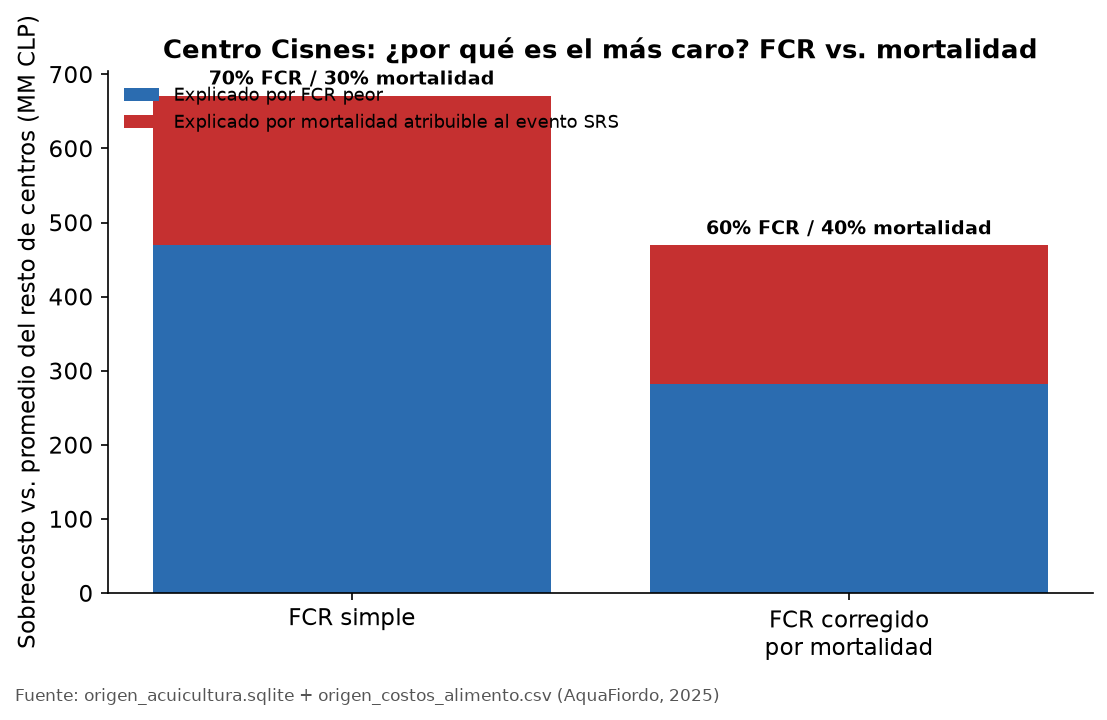 Centro Cisnes: ¿por qué es el más caro? FCR vs. mortalidad
Sobrecosto vs. promedio del resto de centros (MM CLP)
700
600
500
400
300
200
100
0
70% FCR / 30% mortalidad
Explicado por FCR peor
Explicado por mortalidad atribuible al evento SRS
60% FCR / 40% mortalidad
FCR simple
FCR corregido
por mortalidad
Fuente: origen_acuicultura.sqlite + origen_costos_alimento.csv (AquaFiordo, 2025)